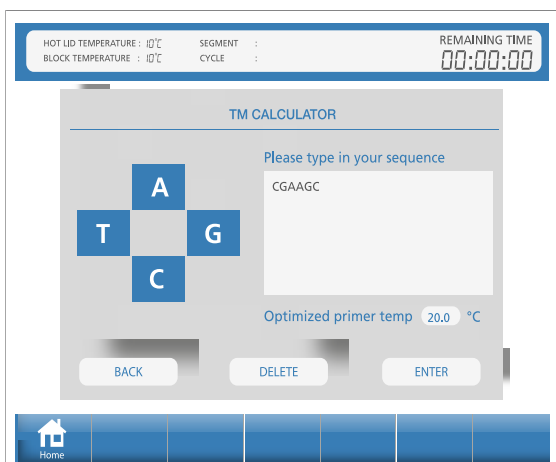 HOT LID TEMPERATURE : 10°C SEGMENT : REMAINING TIME
BLOCK TEMPERATURE : 10°C CYCLE : 00:00:00
TM CALCULATOR
Please type in your sequence
CGAAGC
A
T G
C
Optimized primer temp 20.0 °C
BACK DELETE ENTER
Home